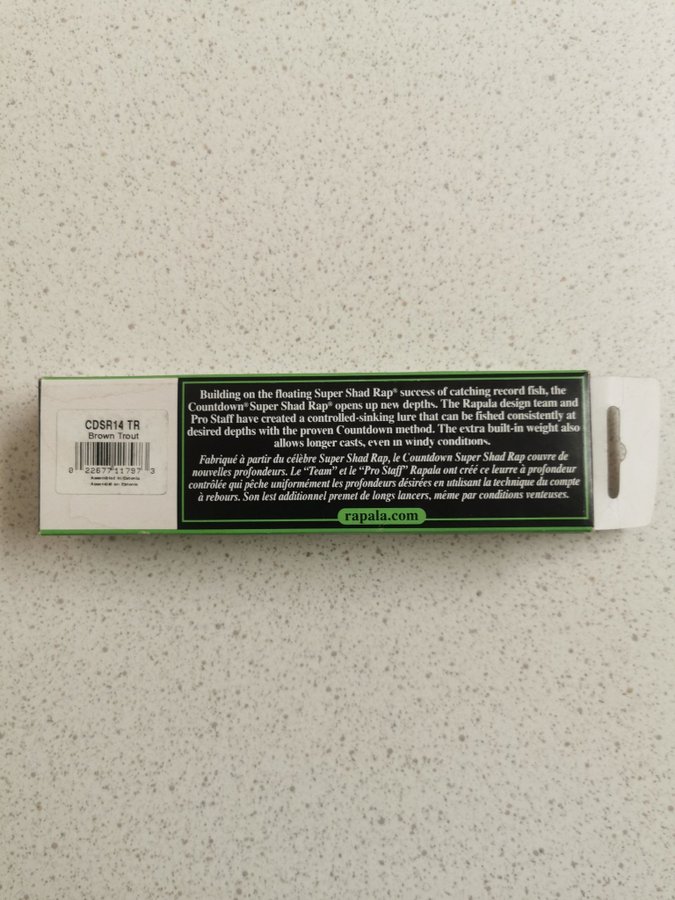 CDSR14 TR
Brown Trout
0 22677 11797 3
Assembled in Estonia
Assemblé en Estonie
Building on the floating Super Shad Rap® success of catching record fish, the
Countdown® Super Shad Rap® opens up new depths. The Rapala design team and
Pro Staff have created a controlled-sinking lure that can be fished consistently at
desired depths with the proven Countdown method. The extra built-in weight also
allows longer casts, even in windy conditions.
Fabriqué à partir du célèbre Super Shad Rap, le Countdown Super Shad Rap couvre de
nouvelles profondeurs. Le “Team” et le “Pro Staff” Rapala ont créé ce leurre à profondeur
contrôlée qui pêche uniformément les profondeurs désirées en utilisant la technique du compte
à rebours. Son lest additionnel premet de longs lancers, même par conditions venteuses.
rapala.com